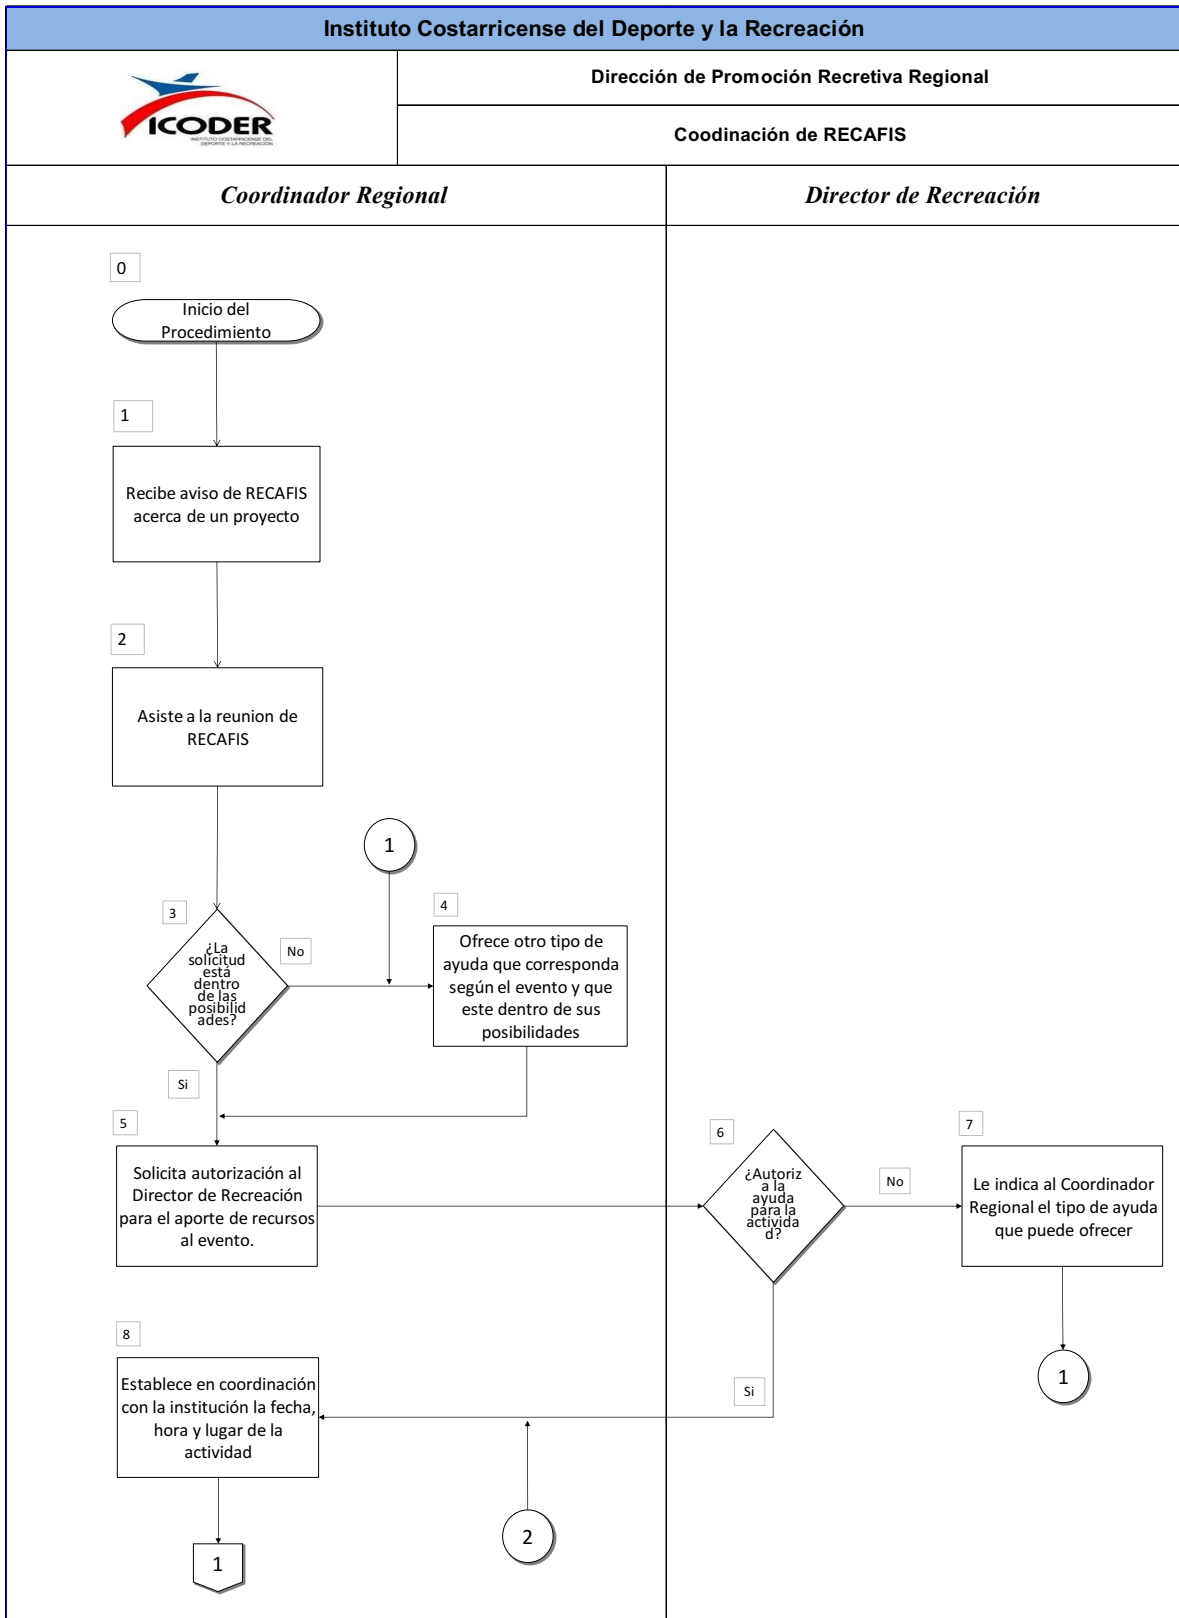 Instituto Costarricense del Deporte y la Recreación
ICODER
INSTITUTO COSTARRICENSE DEL
DEPORTE Y LA RECREACIÓN
Dirección de Promoción Recretiva Regional
Coodinación de RECAFIS
Coordinador Regional
Director de Recreación
0
Inicio del
Procedimiento
1
Recibe aviso de RECAFIS
acerca de un proyecto
2
Asiste a la reunion de
RECAFIS
1
3
¿La
solicitud
está
dentro
de las
posibilid
ades?
No
4
Ofrece otro tipo de
ayuda que corresponda
según el evento y que
este dentro de sus
posibilidades
Si
5
Solicita autorización al
Director de Recreación
para el aporte de recursos
al evento.
6
¿Autoriz
a la
ayuda
para la
activida
d?
No
7
Le indica al Coordinador
Regional el tipo de ayuda
que puede ofrecer
1
Si
8
Establece en coordinación
con la institución la fecha,
hora y lugar de la
actividad
2
1